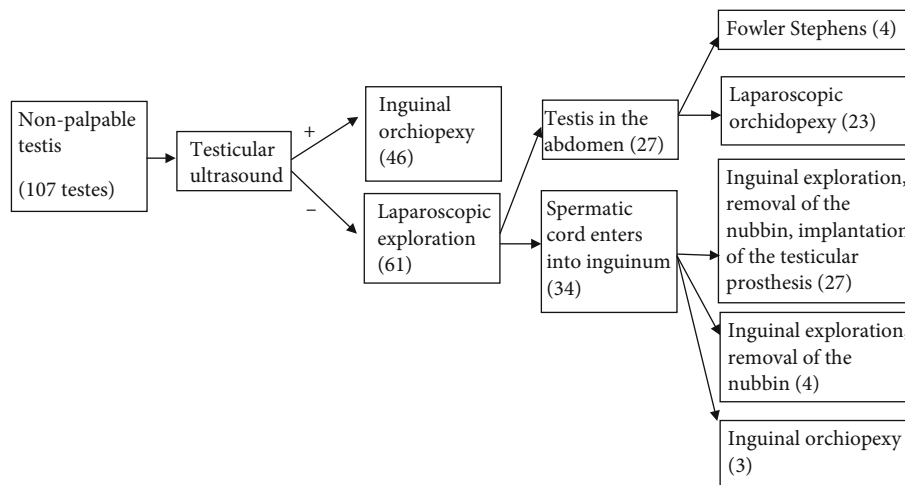 Non-palpable
testis
(107 testes)
Testicular
ultrasound
+
−
Inguinal
orchiopexy
(46)
Laparoscopic
exploration
(61)
Testis in the
abdomen (27)
Spermatic
cord enters
into inguinum
(34)
Fowler Stephens (4)
Laparoscopic
orchidopexy (23)
Inguinal exploration,
removal of the
nubbin, implantation
of the testicular
prosthesis (27)
Inguinal exploration,
removal of the
nubbin (4)
Inguinal orchiopexy
(3)